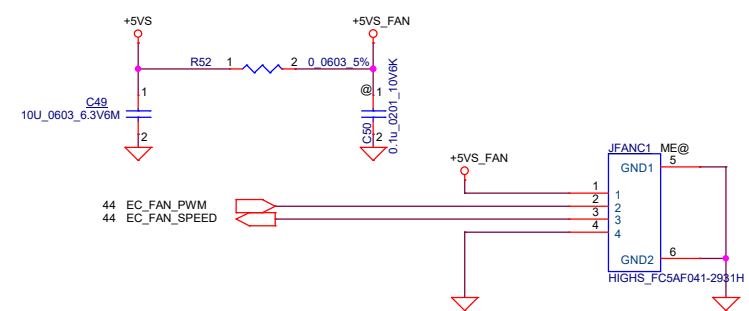 +5VS
+5VS_FAN
R52 1 2 0_0603_5%
1
C49
10U_0603_6.3V6M
2
@
1
C50
0.1u_0201_10V6K
2
JFANC1 ME@
+5VS_FAN
GND1 5
1 1
44 EC_FAN_PWM 2 2
44 EC_FAN_SPEED 3 3
4 4
GND2 6
HIGHS_FC5AF041-2931H